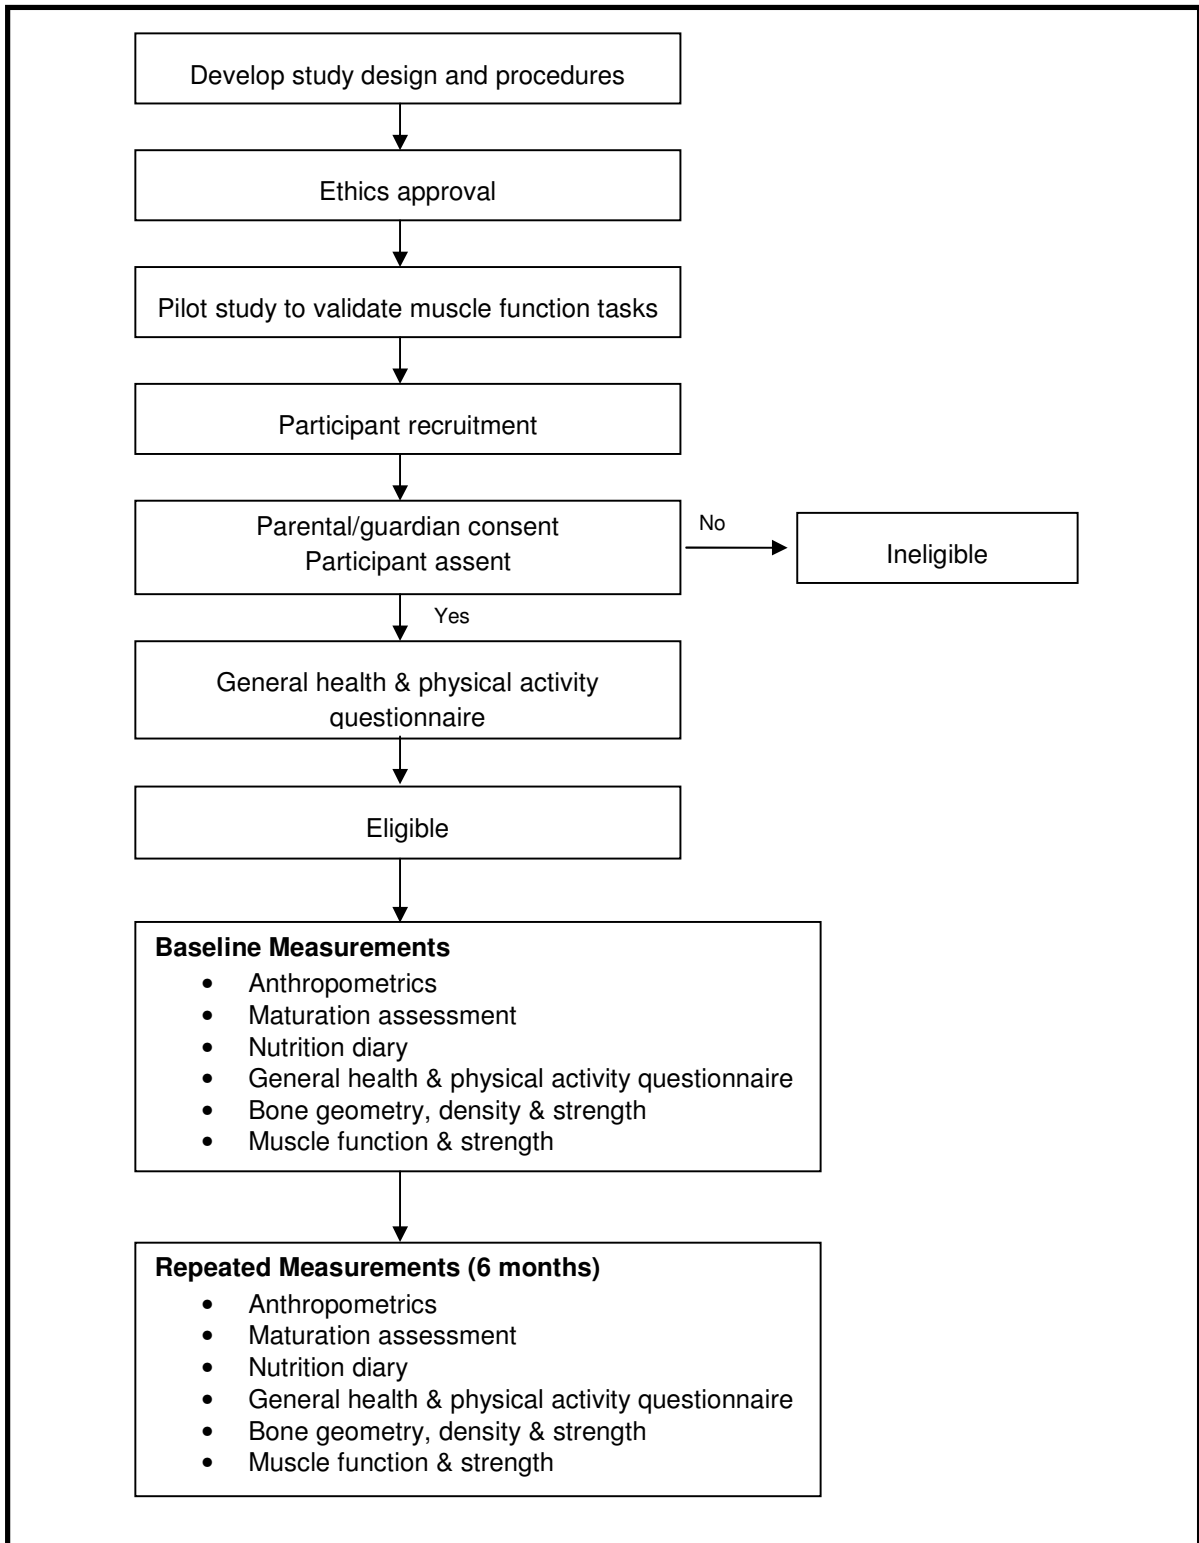 Develop study design and procedures
Ethics approval
Pilot study to validate muscle function tasks
Participant recruitment
Parental/guardian consent
Participant assent
No
Ineligible
Yes
General health & physical activity
questionnaire
Eligible
Baseline Measurements
• Anthropometrics
• Maturation assessment
• Nutrition diary
• General health & physical activity questionnaire
• Bone geometry, density & strength
• Muscle function & strength
Repeated Measurements (6 months)
• Anthropometrics
• Maturation assessment
• Nutrition diary
• General health & physical activity questionnaire
• Bone geometry, density & strength
• Muscle function & strength